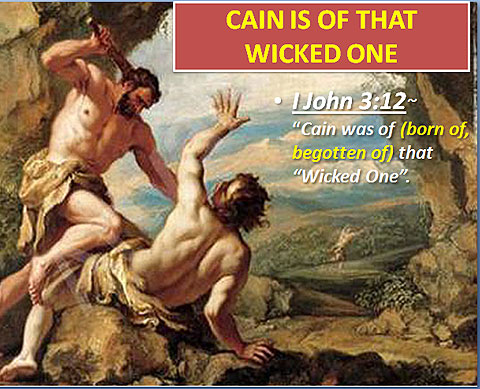 CAIN IS OF THAT
WICKED ONE
• I John 3:12~
"Cain was of (born of,
begotten of) that
"Wicked One".